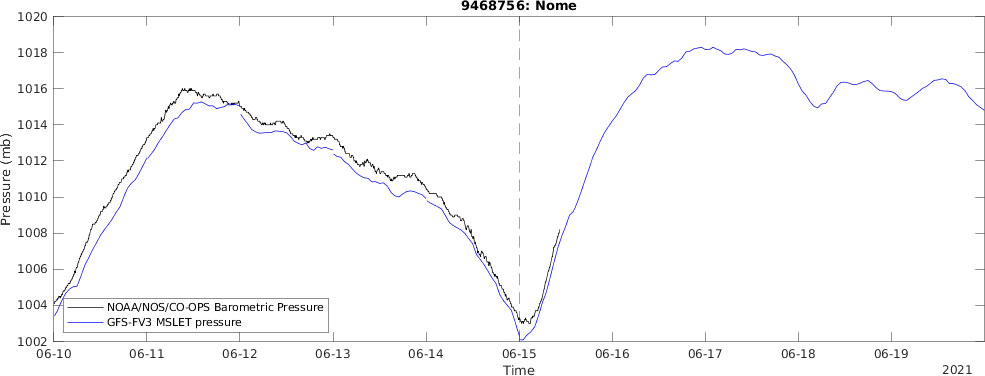 9468756: Nome
1020
1018
1016
1014
1012
1010
1008
1006
1004
1002
Pressure (mb)
NOAA/NOS/CO-OPS Barometric Pressure
GFS-FV3 MSLET pressure
06-10 06-11 06-12 06-13 06-14 06-15 06-16 06-17 06-18 06-19
Time
2021